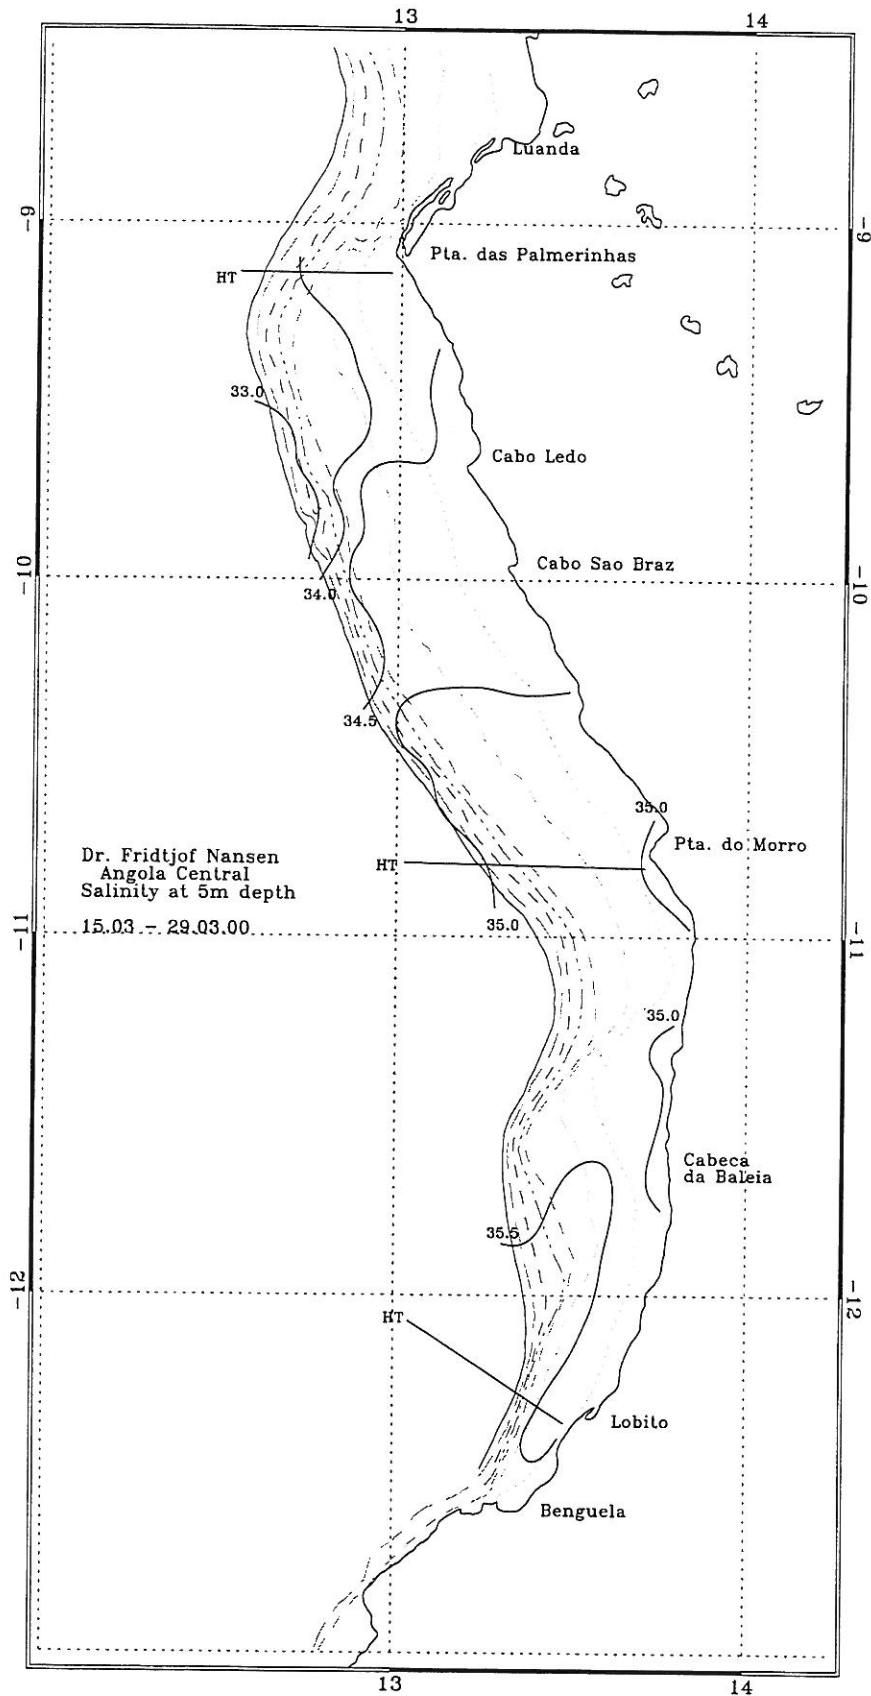 13
14
Luanda
-9
-9
Pta. das Palmerinhas
HT
33.0
Cabo Ledo
Cabo Sao Braz
-10
-10
34.0
34.5
35.0
Pta. do Morro
Dr. Fridtjof Nansen
Angola Central
Salinity at 5m depth
15.03 - 29.03.00
HT
35.0
-11
-11
35.0
Cabeca
da Baleia
35.5
-12
-12
HT
Lobito
Benguela
13
14